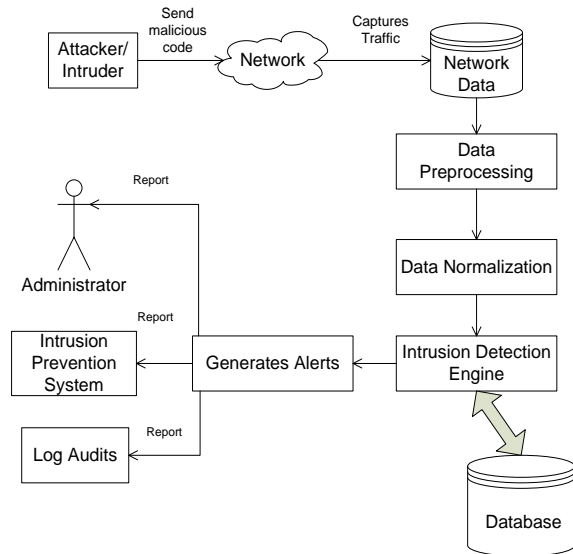 Attacker/
Intruder
Send
malicious
code
Network
Captures
Traffic
Network
Data
Data
Preprocessing
Data Normalization
Intrusion Detection
Engine
Database
Generates Alerts
Report
Administrator
Report
Intrusion
Prevention
System
Report
Log Audits